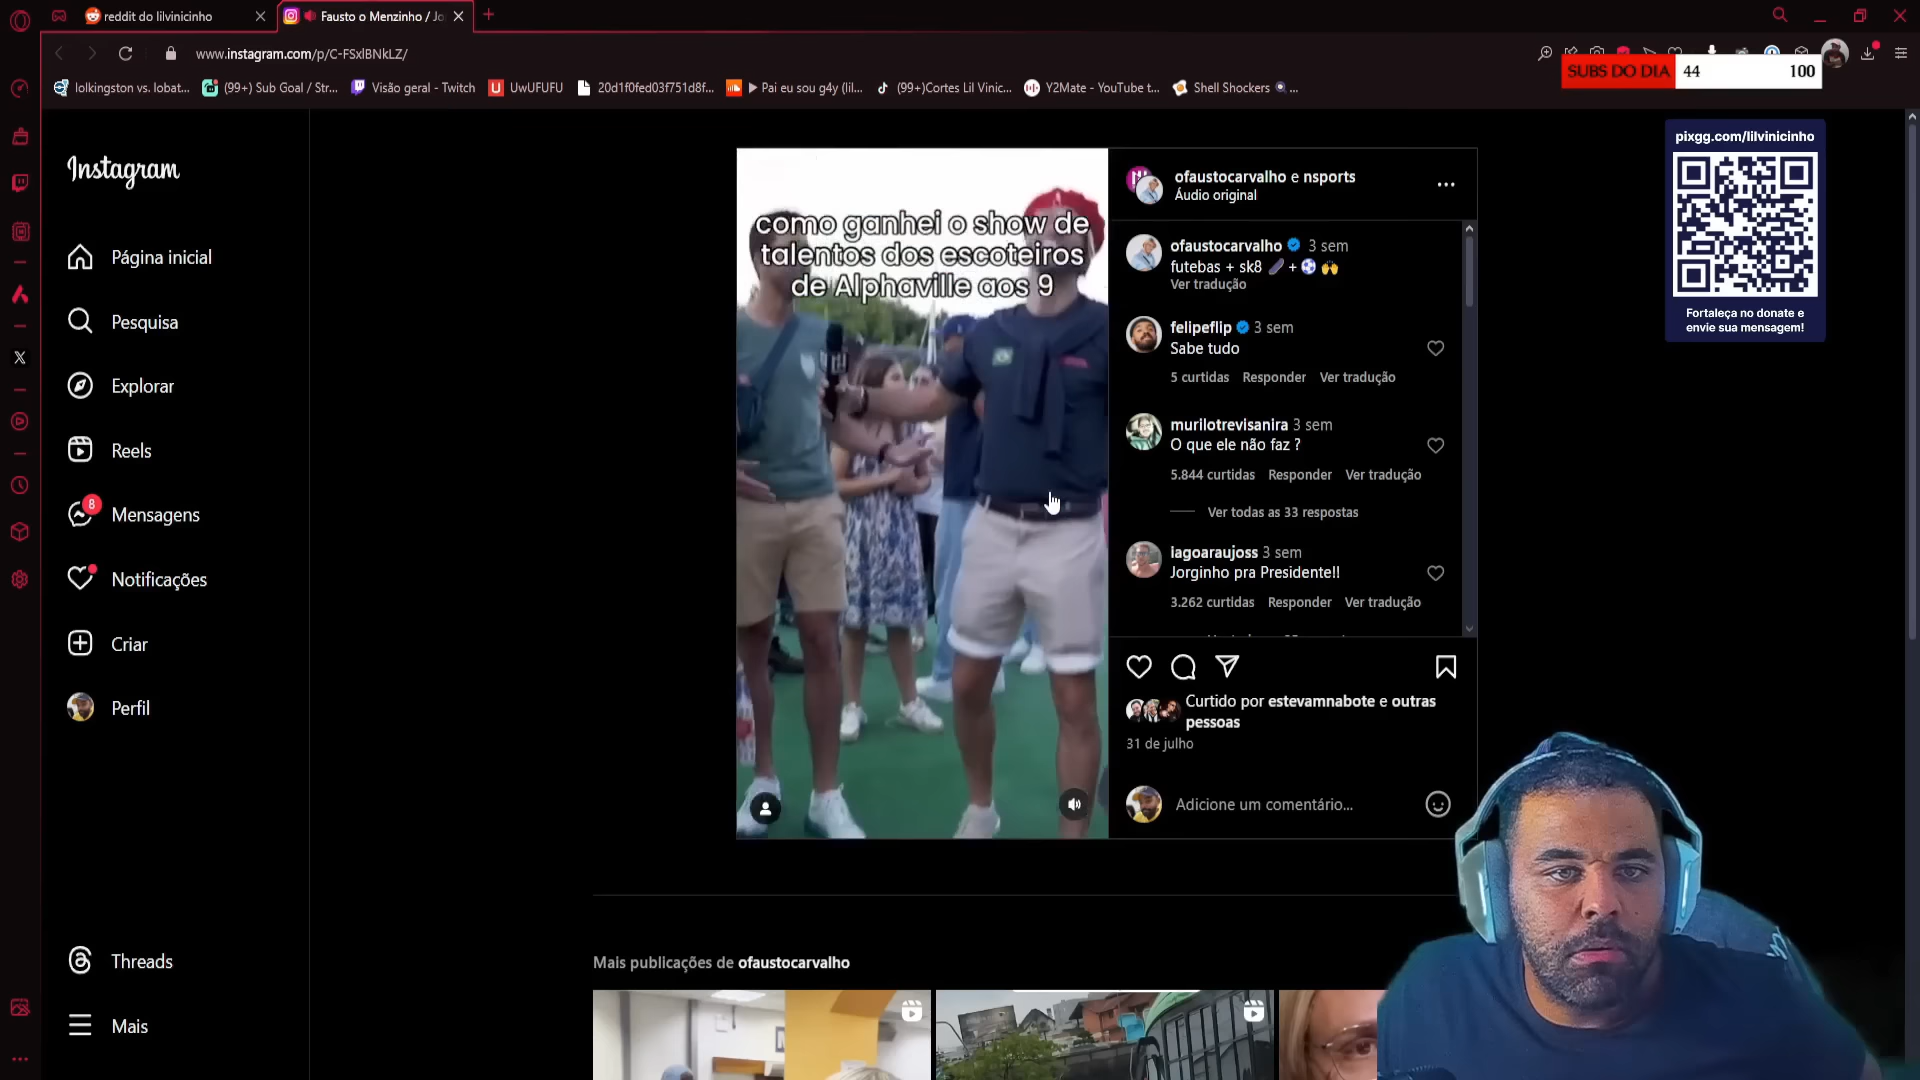 reddit do lilvinicinho
Fausto o Menzinho / Jo
www.instagram.com/p/C-FSxlBNkLZ/
lolkingston vs. lobat...
(99+) Sub Goal / Str...
Visão geral - Twitch
UwUFUFU
20d1f0fed03f751d8f...
Pai eu sou g4y (lil...
(99+)Cortes Lil Vinic...
Y2Mate - YouTube t...
Shell Shockers
SUBS DO DIA 44 100
Instagram
Página inicial
Pesquisa
Explorar
Reels
8
Mensagens
Notificações
Criar
Perfil
Threads
Mais
como ganhei o show de
talentos dos escoteiros
de Alphaville aos 9
ofaustocarvalho e nsports
Áudio original
ofaustocarvalho 3 sem
futebas + sk8 🛹 + ⚽ 🙌
Ver tradução
felipeflip 3 sem
Sabe tudo
5 curtidas Responder Ver tradução
murilotrevisanira 3 sem
O que ele não faz ?
5.844 curtidas Responder Ver tradução
Ver todas as 33 respostas
iagoaraujoss 3 sem
Jorginho pra Presidente!!
3.262 curtidas Responder Ver tradução
Curtido por estevamnabote e outras
pessoas
31 de julho
Adicione um comentário...
Mais publicações de ofaustocarvalho
pixgg.com/lilvinicinho
Fortaleça no donate e
envie sua mensagem!